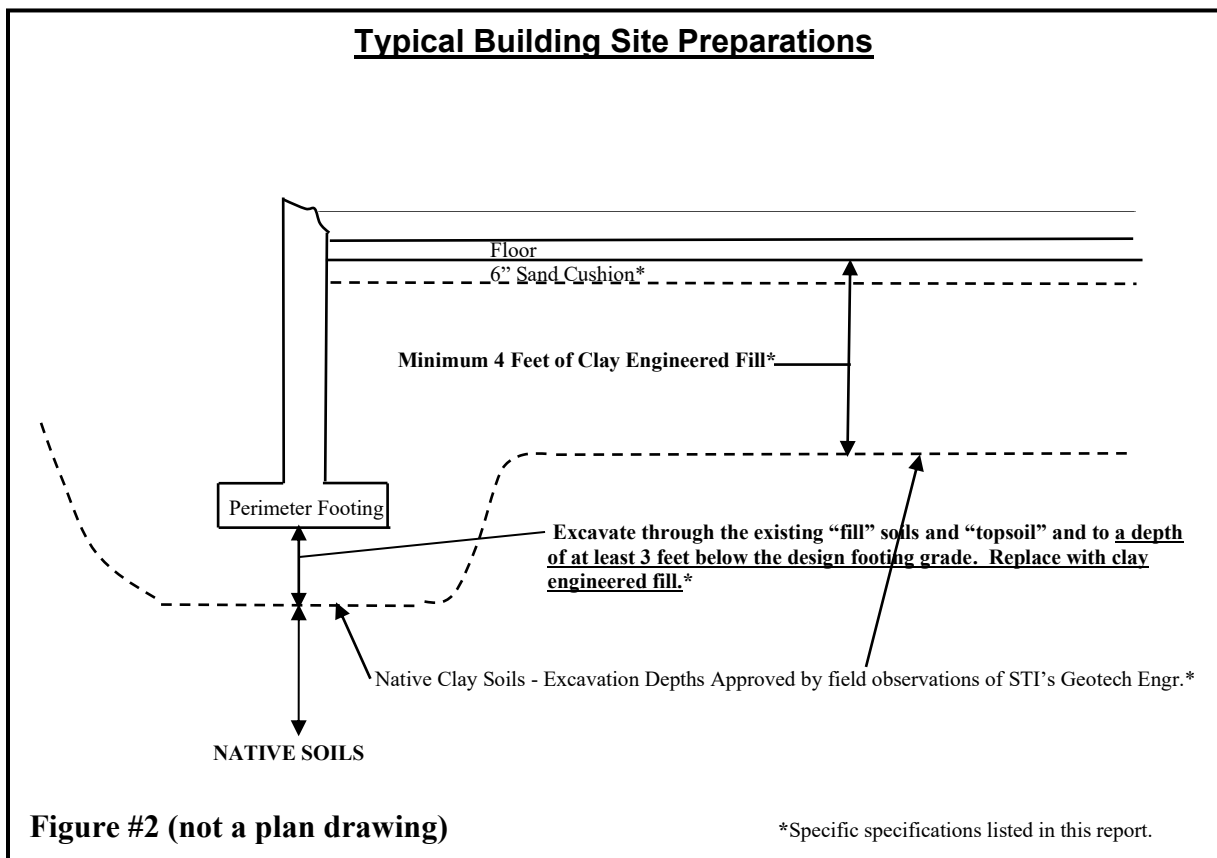 Typical Building Site Preparations
Floor
6” Sand Cushion*
Minimum 4 Feet of Clay Engineered Fill*
Perimeter Footing
Excavate through the existing “fill” soils and “topsoil” and to a depth
of at least 3 feet below the design footing grade. Replace with clay
engineered fill.*
Native Clay Soils - Excavation Depths Approved by field observations of STI’s Geotech Engr.*
NATIVE SOILS
Figure #2 (not a plan drawing)
*Specific specifications listed in this report.